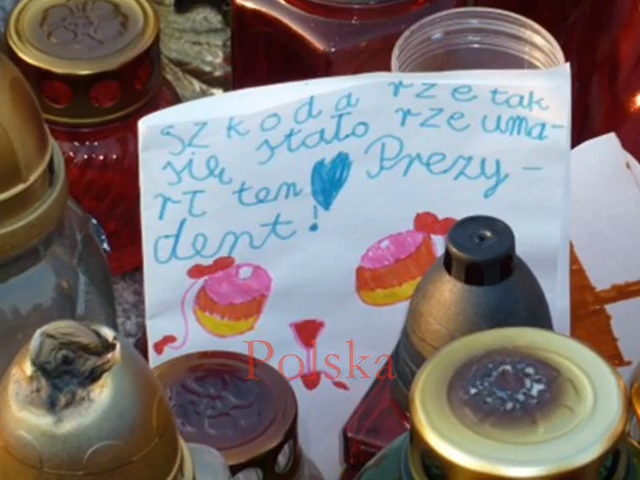 Szkoda rze tak
się stało rze uma-
rł ten Prezy-
dent!
Polska